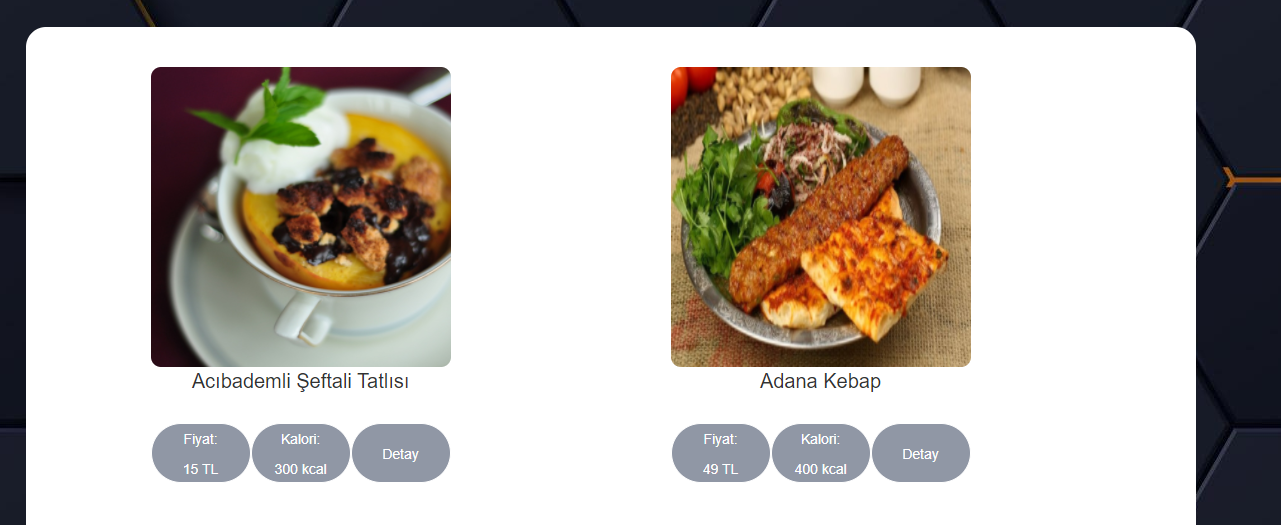 Acıbademli Şeftali Tatlısı
Fiyat:
15 TL
Kalori:
300 kcal
Detay
Adana Kebap
Fiyat:
49 TL
Kalori:
400 kcal
Detay